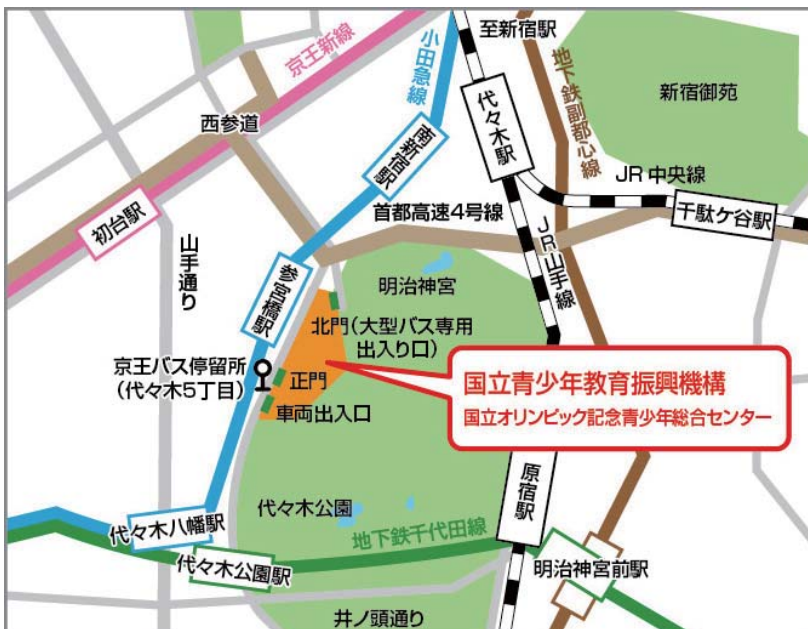 至新宿駅
京王新線
小田急線
地下鉄副都心線
新宿御苑
代々木駅
西参道
南新宿駅
JR中央線
千駄ケ谷駅
首都高速4号線
初台駅
山手通り
JR山手線
参宮橋駅
明治神宮
北門(大型バス専用
出入り口)
京王バス停留所
(代々木5丁目)
正門
車両出入口
国立青少年教育振興機構
国立オリンピック記念青少年総合センター
原宿駅
代々木公園
代々木八幡駅
地下鉄千代田線
代々木公園駅
明治神宮前駅
井ノ頭通り